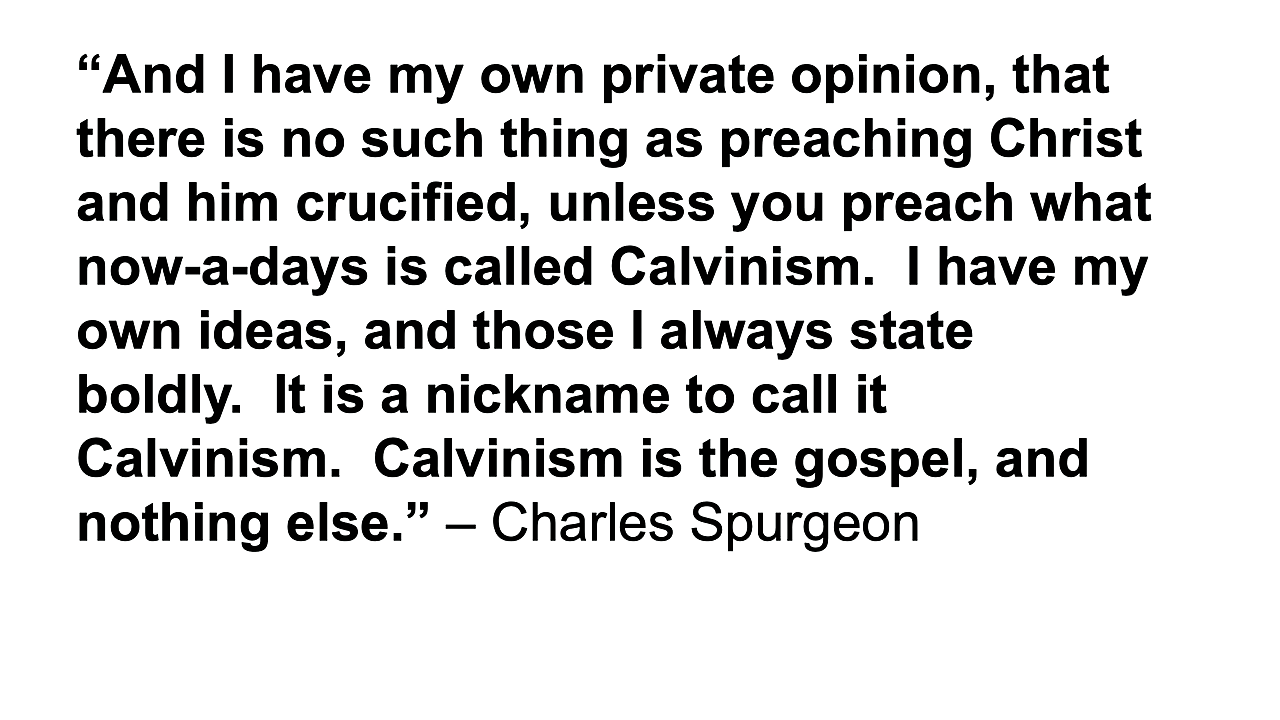 “And I have my own private opinion, that
there is no such thing as preaching Christ
and him crucified, unless you preach what
now-a-days is called Calvinism.  I have my
own ideas, and those I always state
boldly.  It is a nickname to call it
Calvinism.  Calvinism is the gospel, and
nothing else.” – Charles Spurgeon